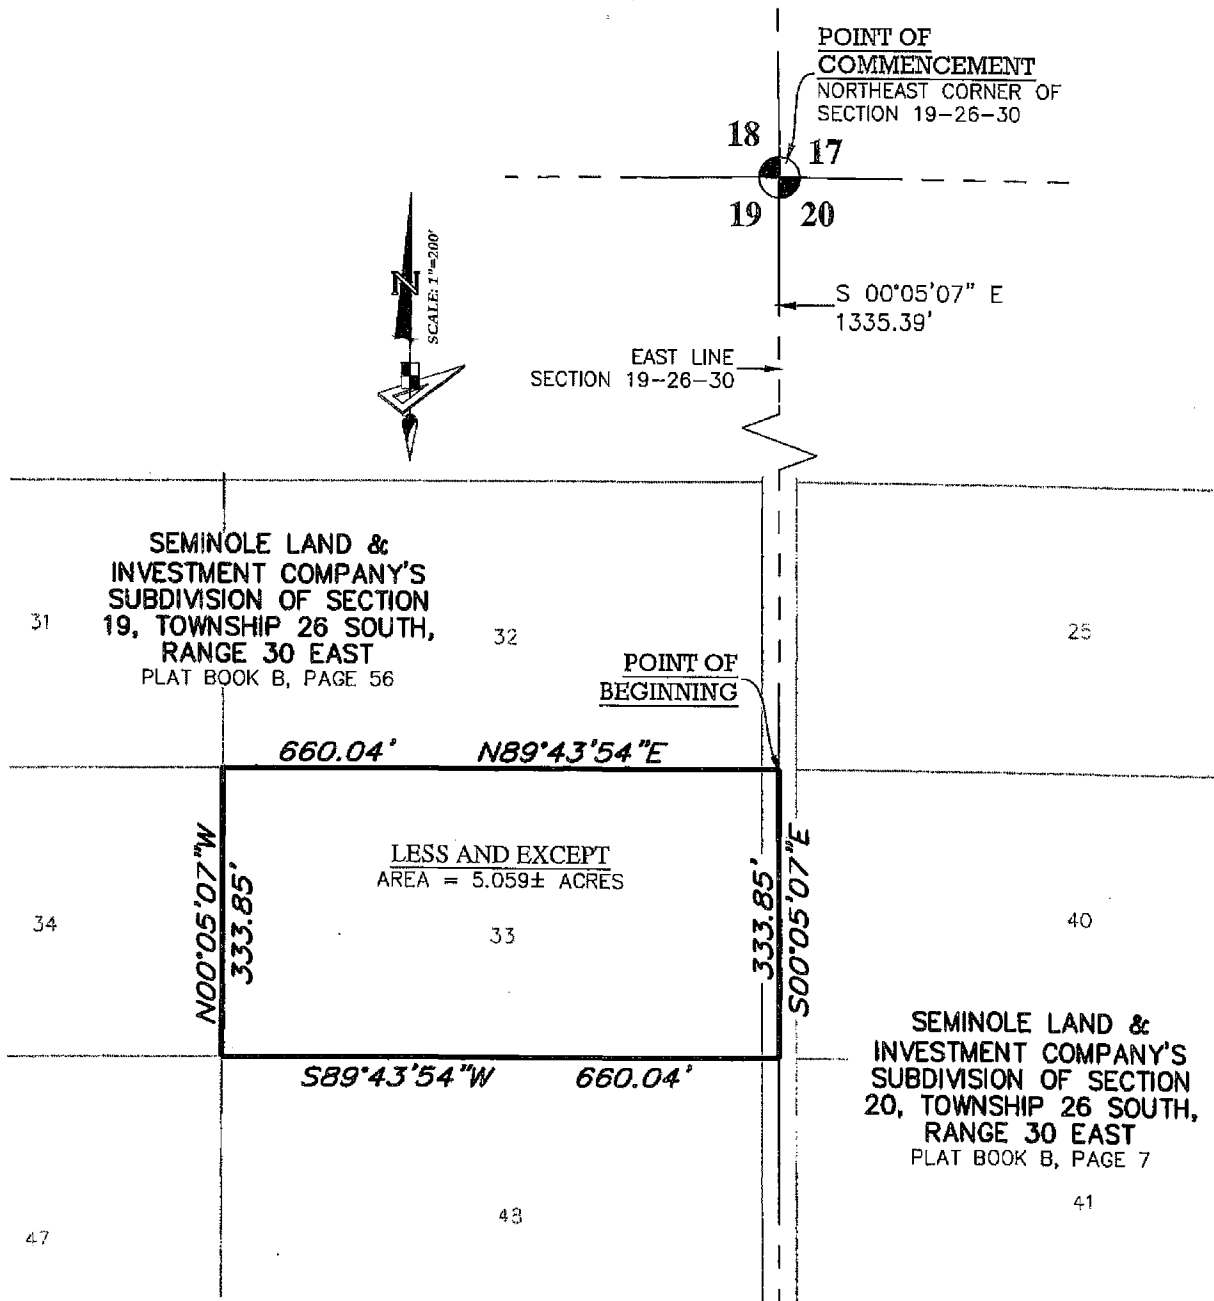 POINT OF
COMMENCEMENT
NORTHEAST CORNER OF
SECTION 19-26-30
18
17
19
20
N
SCALE: 1"=200'
S 00°05'07" E
1335.39'
EAST LINE
SECTION 19-26-30
SEMINOLE LAND &
INVESTMENT COMPANY'S
SUBDIVISION OF SECTION
19, TOWNSHIP 26 SOUTH,
RANGE 30 EAST
PLAT BOOK B, PAGE 56
31
32
25
POINT OF
BEGINNING
660.04' N89°43'54"E
LESS AND EXCEPT
AREA = 5.059± ACRES
N00°05'07"W
333.85'
333.85'
S00°05'07"E
34
33
40
S89°43'54"W 660.04'
SEMINOLE LAND &
INVESTMENT COMPANY'S
SUBDIVISION OF SECTION
20, TOWNSHIP 26 SOUTH,
RANGE 30 EAST
PLAT BOOK B, PAGE 7
47
48
41